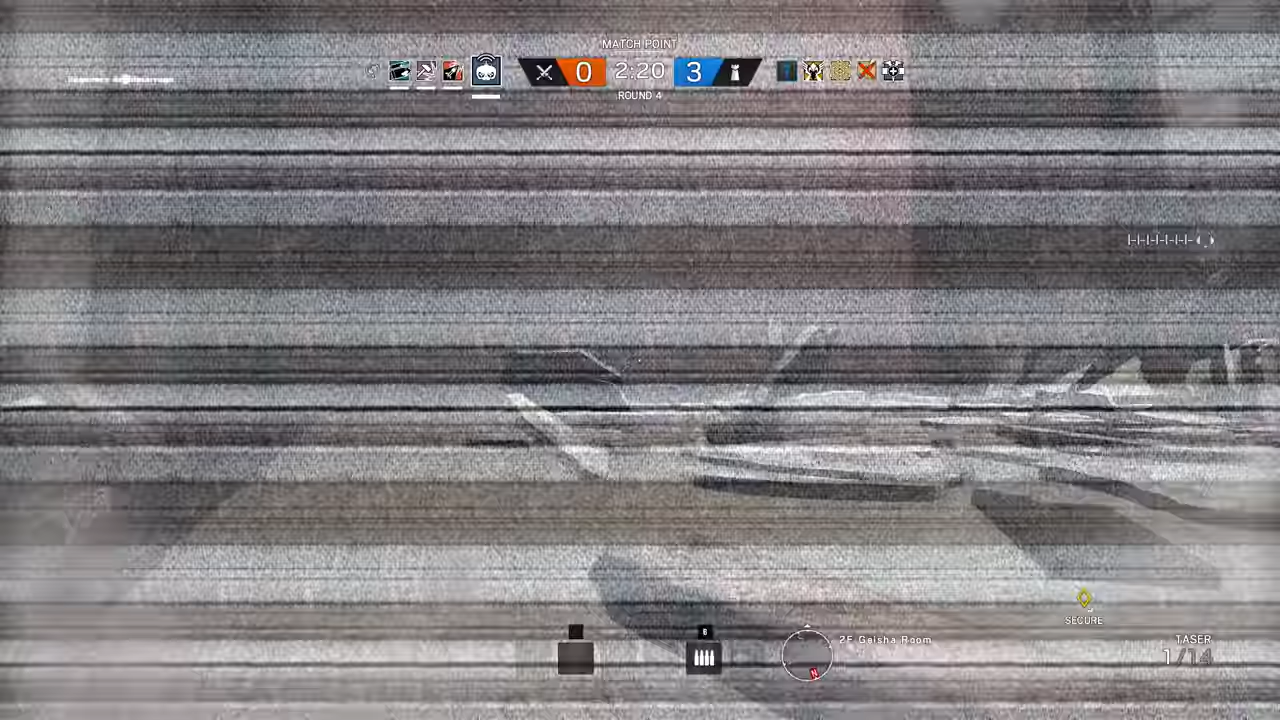 MATCH POINT
0 2:20 3
ROUND 4
SECURE
B
2F Geisha Room
N
TASER
1/14